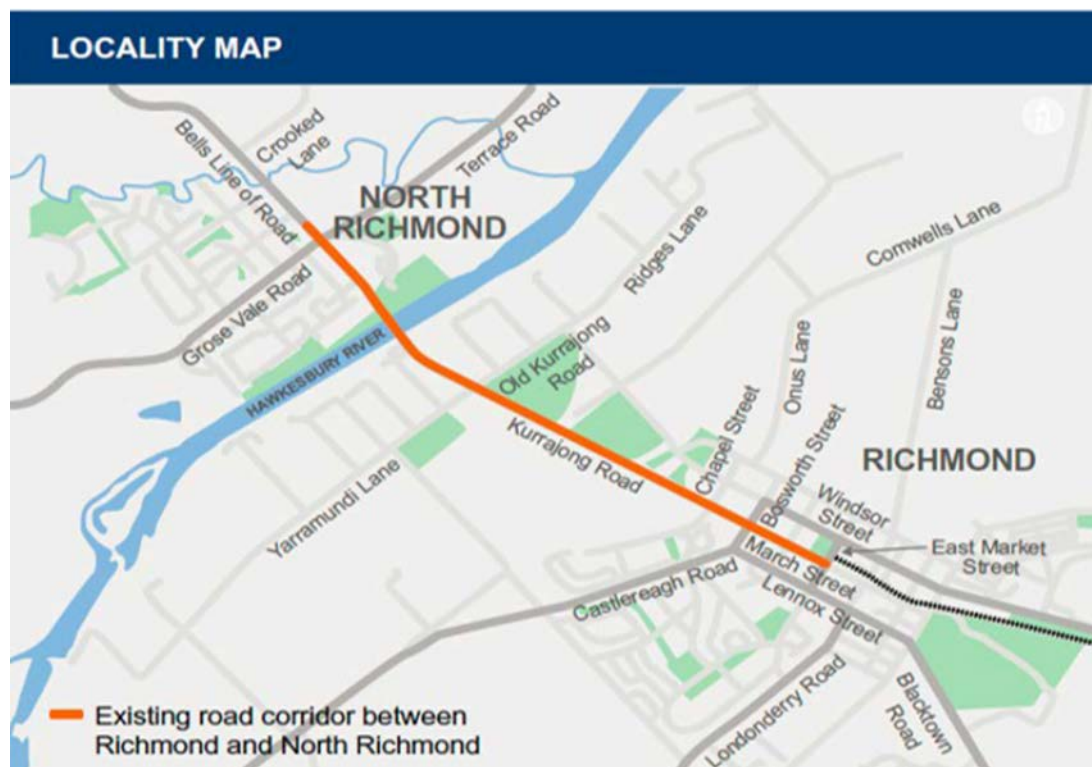 LOCALITY MAP
Bells Line of Road
Crooked
Lane
Terrace Road
NORTH
RICHMOND
Grose Vale Road
HAWKESBURY RIVER
Ridges Lane
Old Kurrajong
Road
Cornwells Lane
Onus Lane
Bensons Lane
Kurrajong Road
Chapel Street
Bosworth Street
RICHMOND
Windsor
Street
Yarramundi Lane
East Market
Street
March Street
Castlereagh Road
Lennox Street
Londonderry Road
Blacktown
Road
Existing road corridor between
Richmond and North Richmond